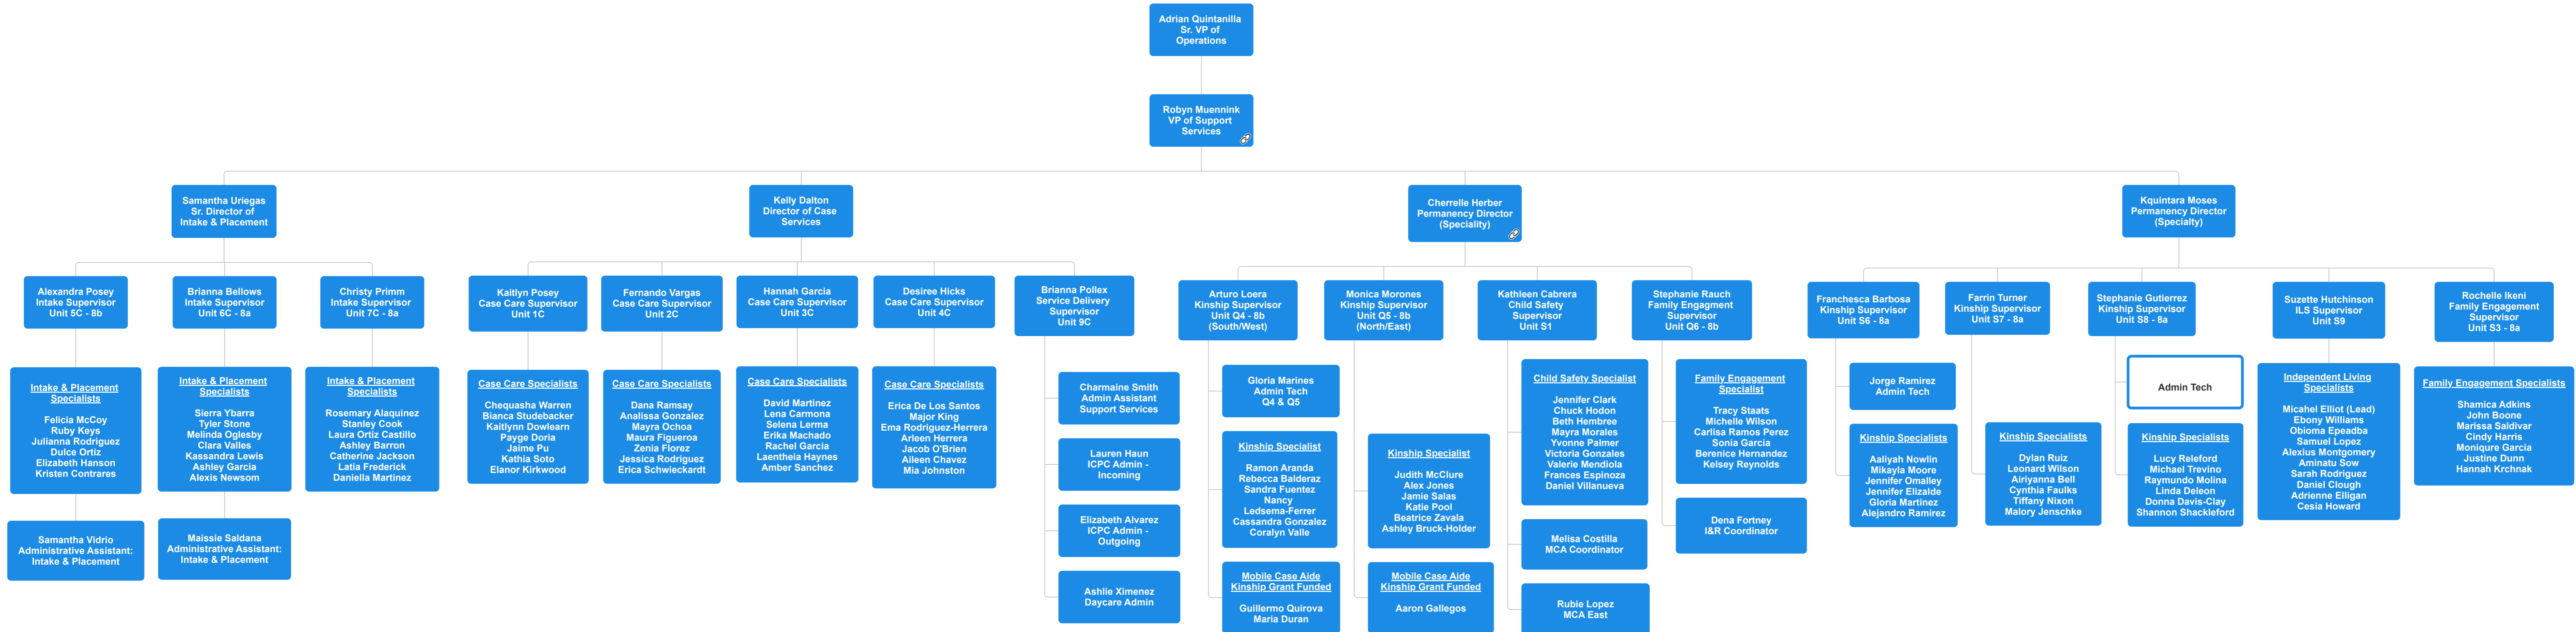 Adrian Quintanilla
Sr. VP of
Operations
Robyn Muennink
VP of Support
Services
Samantha Uriegas
Sr. Director of
Intake & Placement
Kelly Dalton
Director of Case
Services
Cherrelle Herber
Permanency Director
(Speciality)
Kquintara Moses
Permanency Director
(Specialty)
Alexandra Posey
Intake Supervisor
Unit 5C - 8b
Brianna Bellows
Intake Supervisor
Unit 6C - 8a
Christy Primm
Intake Supervisor
Unit 7C - 8a
Kaitlyn Posey
Case Care Supervisor
Unit 1C
Fernando Vargas
Case Care Supervisor
Unit 2C
Hannah Garcia
Case Care Supervisor
Unit 3C
Desiree Hicks
Case Care Supervisor
Unit 4C
Brianna Pollex
Service Delivery
Supervisor
Unit 9C
Arturo Loera
Kinship Supervisor
Unit Q4 - 8b
(South/West)
Monica Morones
Kinship Supervisor
Unit Q5 - 8b
(North/East)
Kathleen Cabrera
Child Safety
Supervisor
Unit S1
Stephanie Rauch
Family Engagment
Supervisor
Unit Q6 - 8b
Franchesca Barbosa
Kinship Supervisor
Unit S6 - 8a
Farrin Turner
Kinship Supervisor
Unit S7 - 8a
Stephanie Gutierrez
Kinship Supervisor
Unit S8 - 8a
Suzette Hutchinson
ILS Supervisor
Unit S9
Rochelle Ikeni
Family Engagement
Supervisor
Unit S3 - 8a
Intake & Placement
Specialists
Felicia McCoy
Ruby Keys
Julianna Rodriguez
Dulce Ortiz
Elizabeth Hanson
Kristen Contrares
Samantha Vidrio
Administrative Assistant:
Intake & Placement
Intake & Placement
Specialists
Sierra Ybarra
Tyler Stone
Melinda Oglesby
Clara Valles
Kassandra Lewis
Ashley Garcia
Alexis Newsom
Maissie Saldana
Administrative Assistant:
Intake & Placement
Intake & Placement
Specialists
Rosemary Alaquinez
Stanley Cook
Laura Ortiz Castillo
Ashley Barron
Catherine Jackson
Latia Frederick
Daniella Martinez
Case Care Specialists
Chequasha Warren
Bianca Studebacker
Kaitlynn Dowlearn
Payge Doria
Jaime Pu
Kathia Soto
Elanor Kirkwood
Case Care Specialists
Dana Ramsay
Analissa Gonzalez
Mayra Ochoa
Maura Figueroa
Zenia Florez
Jessica Rodriguez
Erica Schwieckardt
Case Care Specialists
David Martinez
Lena Carmona
Selena Lerma
Erika Machado
Rachel Garcia
Laentheia Haynes
Amber Sanchez
Case Care Specialists
Erica De Los Santos
Major King
Ema Rodriguez-Herrera
Arleen Herrera
Jacob O'Brien
Aileen Chavez
Mia Johnston
Charmaine Smith
Admin Assistant
Support Services
Lauren Haun
ICPC Admin -
Incoming
Elizabeth Alvarez
ICPC Admin -
Outgoing
Ashlie Ximenez
Daycare Admin
Gloria Marines
Admin Tech
Q4 & Q5
Kinship Specialist
Ramon Aranda
Rebecca Balderaz
Sandra Fuentez
Nancy
Ledsema-Ferrer
Cassandra Gonzalez
Coralyn Valle
Mobile Case Aide
Kinship Grant Funded
Guillermo Quirova
Maria Duran
Kinship Specialist
Judith McClure
Alex Jones
Jamie Salas
Katie Pool
Beatrice Zavala
Ashley Bruck-Holder
Mobile Case Aide
Kinship Grant Funded
Aaron Gallegos
Child Safety Specialist
Jennifer Clark
Chuck Hodon
Beth Hembree
Mayra Morales
Yvonne Palmer
Victoria Gonzales
Valerie Mendiola
Frances Espinoza
Daniel Villanueva
Melisa Costilla
MCA Coordinator
Rubie Lopez
MCA East
Family Engagement
Specialist
Tracy Staats
Michelle Wilson
Carlisa Ramos Perez
Sonia Garcia
Berenice Hernandez
Kelsey Reynolds
Dena Fortney
I&R Coordinator
Jorge Ramirez
Admin Tech
Kinship Specialists
Aaliyah Nowlin
Mikayla Moore
Jennifer Omalley
Jennifer Elizalde
Gloria Martinez
Alejandro Ramirez
Kinship Specialists
Dylan Ruiz
Leonard Wilson
Airiyanna Bell
Cynthia Faulks
Tiffany Nixon
Malory Jenschke
Admin Tech
Kinship Specialists
Lucy Releford
Michael Trevino
Raymundo Molina
Linda Deleon
Donna Davis-Clay
Shannon Shackleford
Independent Living
Specialists
Micahel Elliot (Lead)
Ebony Williams
Obioma Epeadba
Samuel Lopez
Alexius Montgomery
Aminatu Sow
Sarah Rodriguez
Daniel Clough
Adrienne Elligan
Cesia Howard
Family Engagement Specialists
Shamica Adkins
John Boone
Marissa Saldivar
Cindy Harris
Moniqure Garcia
Justine Dunn
Hannah Krchnak